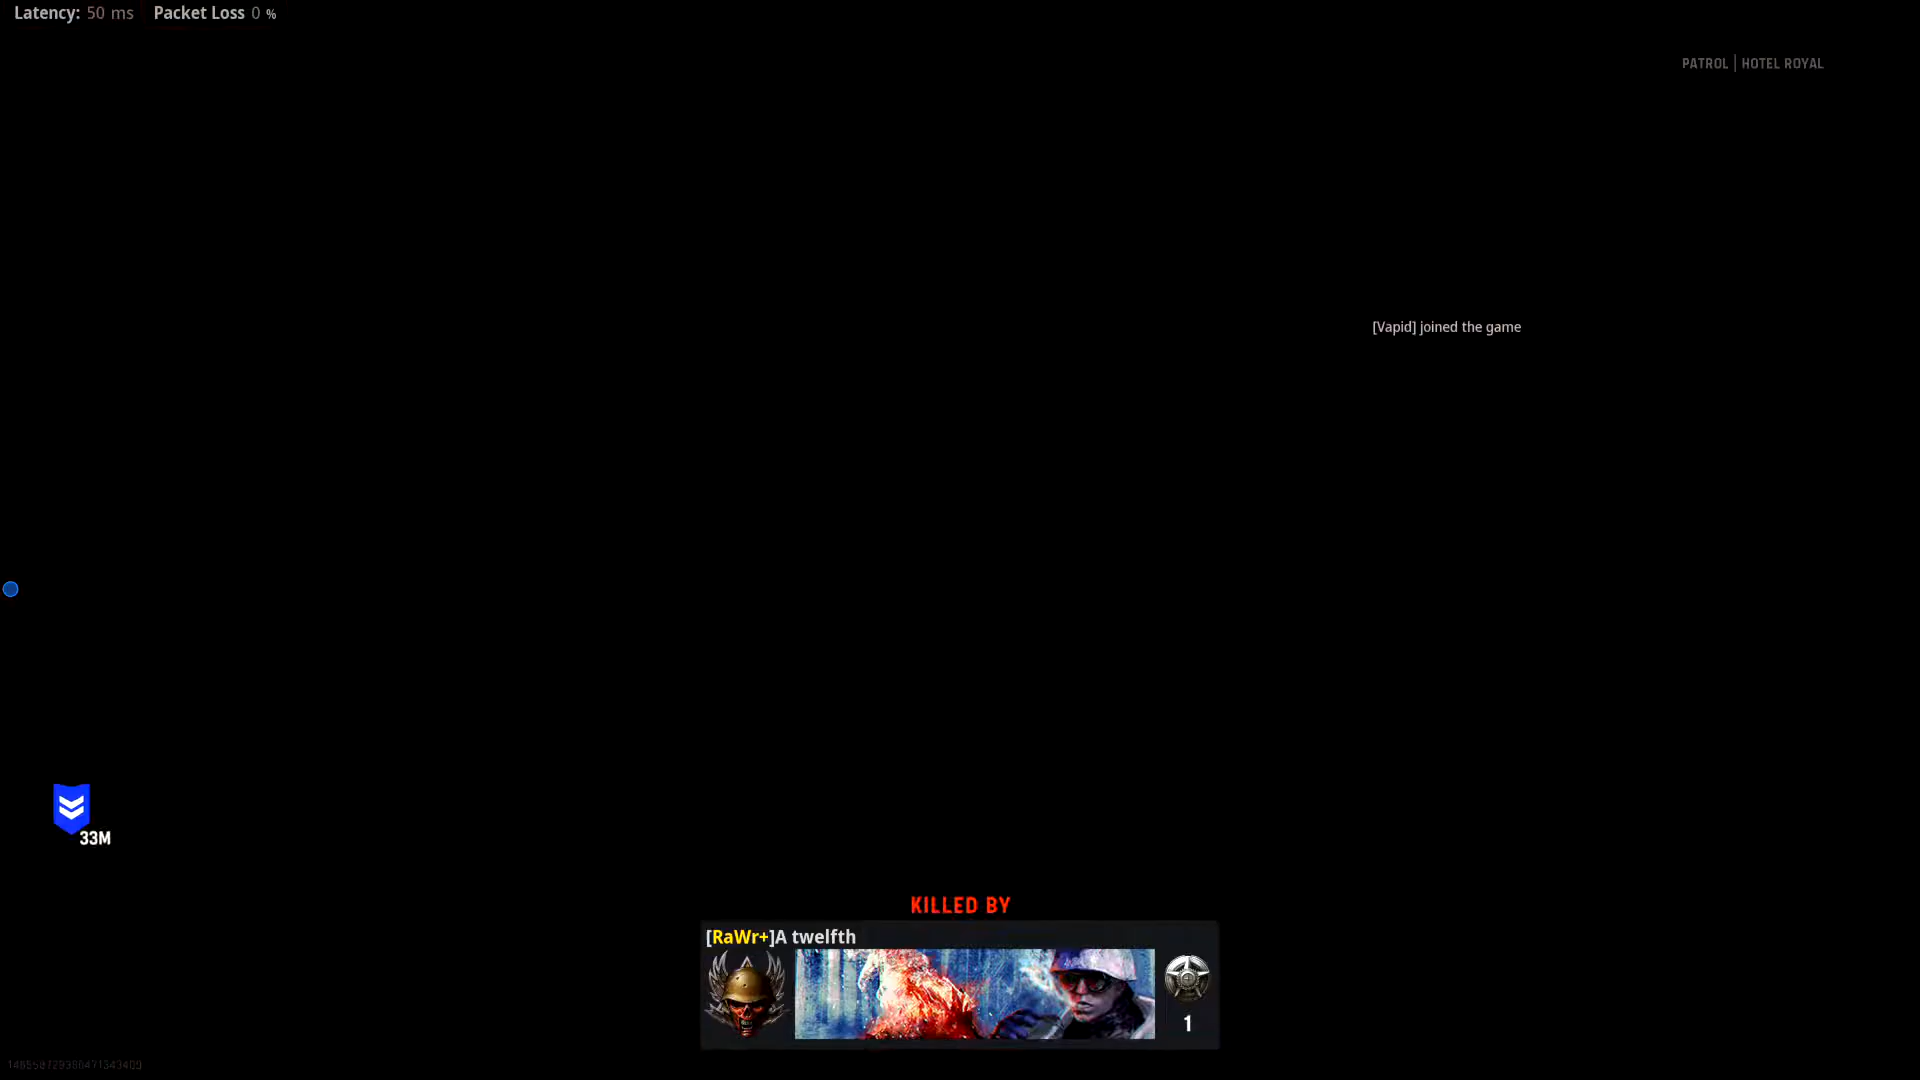 Latency: 50 ms Packet Loss 0 %
PATROL | HOTEL ROYAL
[Vapid] joined the game
33M
KILLED BY
[RaWr+]A twelfth
1